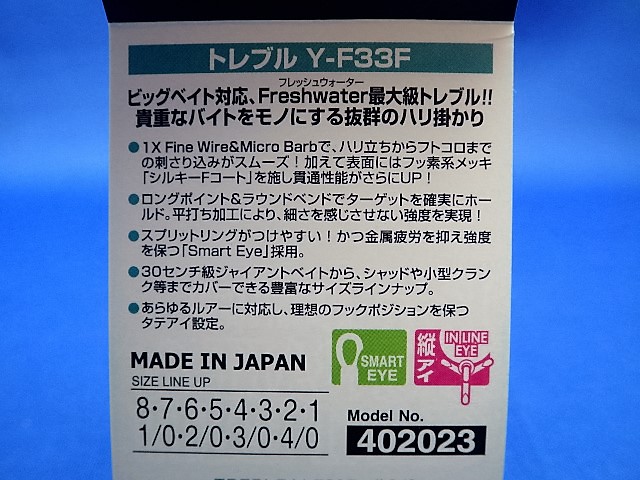 トレブル Y-F33F
フレッシュウォーター
ビッグベイト対応、Freshwater最大級トレブル!!
貴重なバイトをモノにする抜群のハリ掛かり
●1X Fine Wire&Micro Barbで、ハリ立ちからフトコロまで
の刺さり込みがスムーズ！加えて表面にはフッ素系メッキ
「シルキーFコート」を施し貫通性能がさらにUP！
●ロングポイント&ラウンドベンドでターゲットを確実にホー
ルド。平打ち加工により、細さを感じさせない強度を実現！
●スプリットリングがつけやすい！かつ金属疲労を抑え強度
を保つ「Smart Eye」採用。
●30センチ級ジャイアントベイトから、シャッドや小型クラン
ク等までカバーできる豊富なサイズラインナップ。
●あらゆるルアーに対応し、理想のフックポジションを保つ
タテアイ設定。
MADE IN JAPAN
SIZE LINE UP
8・7・6・5・4・3・2・1
1/0・2/0・3/0・4/0
SMART
EYE
縦アイ
IN LINE
EYE
Model No.
402023